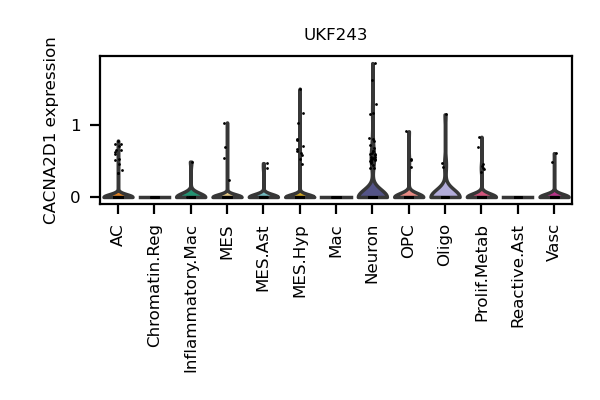 UKF243
CACNA2D1 expression
1
0
AC
Chromatin.Reg
Inflammatory.Mac
MES
MES.Ast
MES.Hyp
Mac
Neuron
OPC
Oligo
Prolif.Metab
Reactive.Ast
Vasc